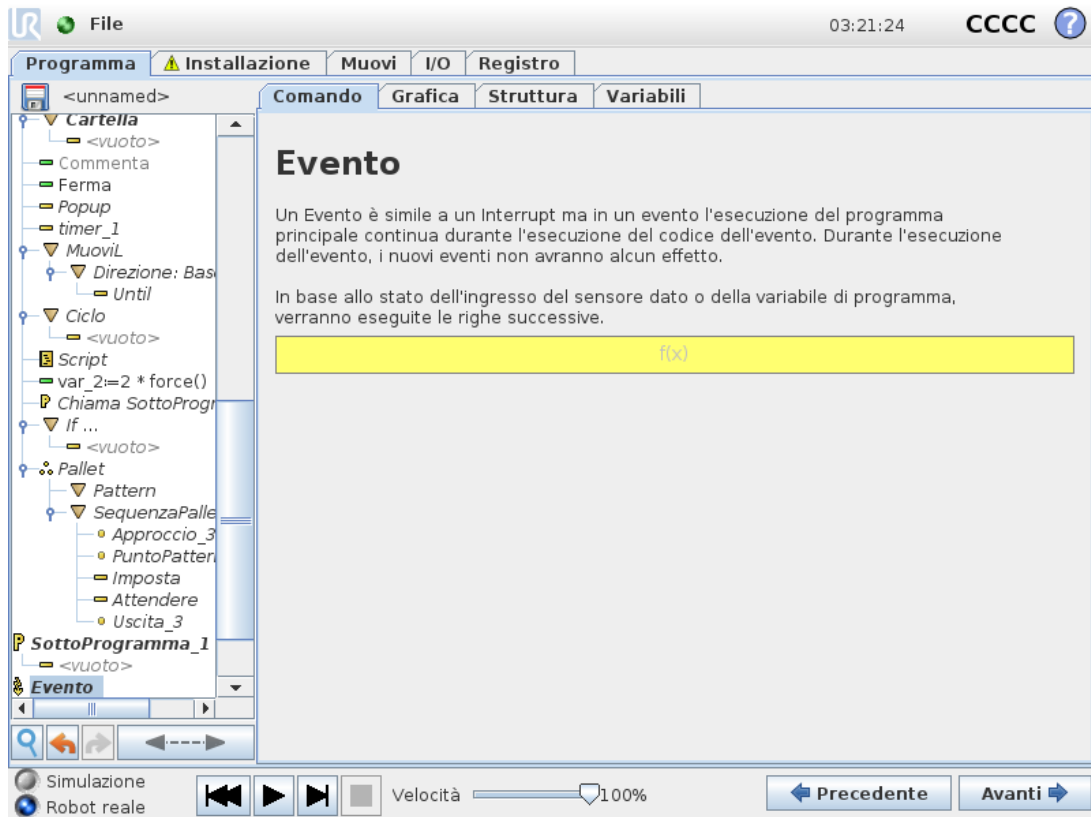 UR File 03:21:24 CCCC ?
Programma Installazione Muovi I/O Registro
<unnamed>
Comando Grafica Struttura Variabili
Cartella
<vuoto>
Commenta
Ferma
Popup
timer_1
MuoviL
Direzione: Bas
Until
Ciclo
<vuoto>
Script
var_2:=2 * force()
Chiama SottoProgr
If ...
<vuoto>
Pallet
Pattern
SequenzaPalle
Approccio_3
PuntoPatter
Imposta
Attendere
Uscita_3
SottoProgramma_1
<vuoto>
Evento
Evento
Un Evento è simile a un Interrupt ma in un evento l'esecuzione del programma
principale continua durante l'esecuzione del codice dell'evento. Durante l'esecuzione
dell'evento, i nuovi eventi non avranno alcun effetto.
In base allo stato dell'ingresso del sensore dato o della variabile di programma,
verranno eseguite le righe successive.
f(x)
Simulazione
Robot reale
Velocità 100%
Precedente Avanti